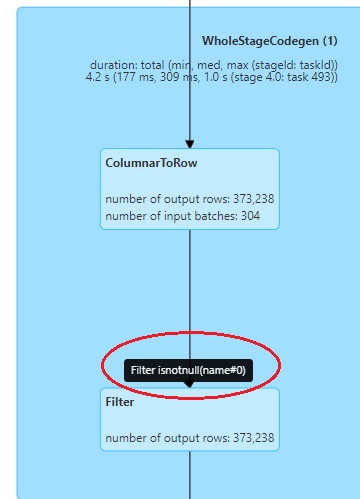 WholeStageCodegen (1)
duration: total (min, med, max (stageId: taskId))
4.2 s (177 ms, 309 ms, 1.0 s (stage 4.0: task 493))
ColumnarToRow
number of output rows: 373,238
number of input batches: 304
Filter isnotnull(name#0)
Filter
number of output rows: 373,238